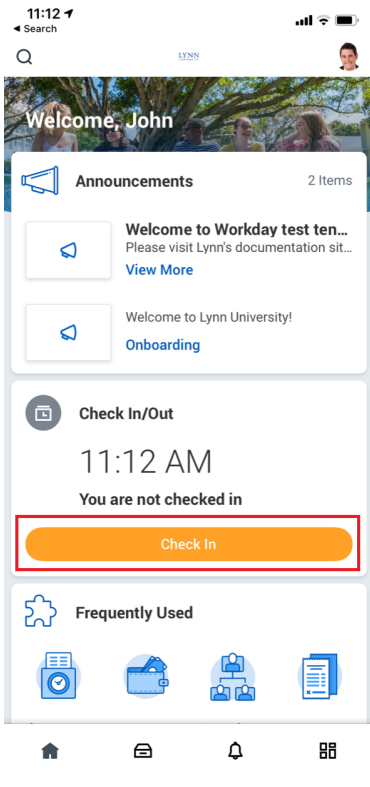 11:12
Search
LYNN
Welcome, John
Announcements
2 Items
Welcome to Workday test ten...
Please visit Lynn's documentation sit...
View More
Welcome to Lynn University!
Onboarding
Check In/Out
11:12 AM
You are not checked in
Check In
Frequently Used